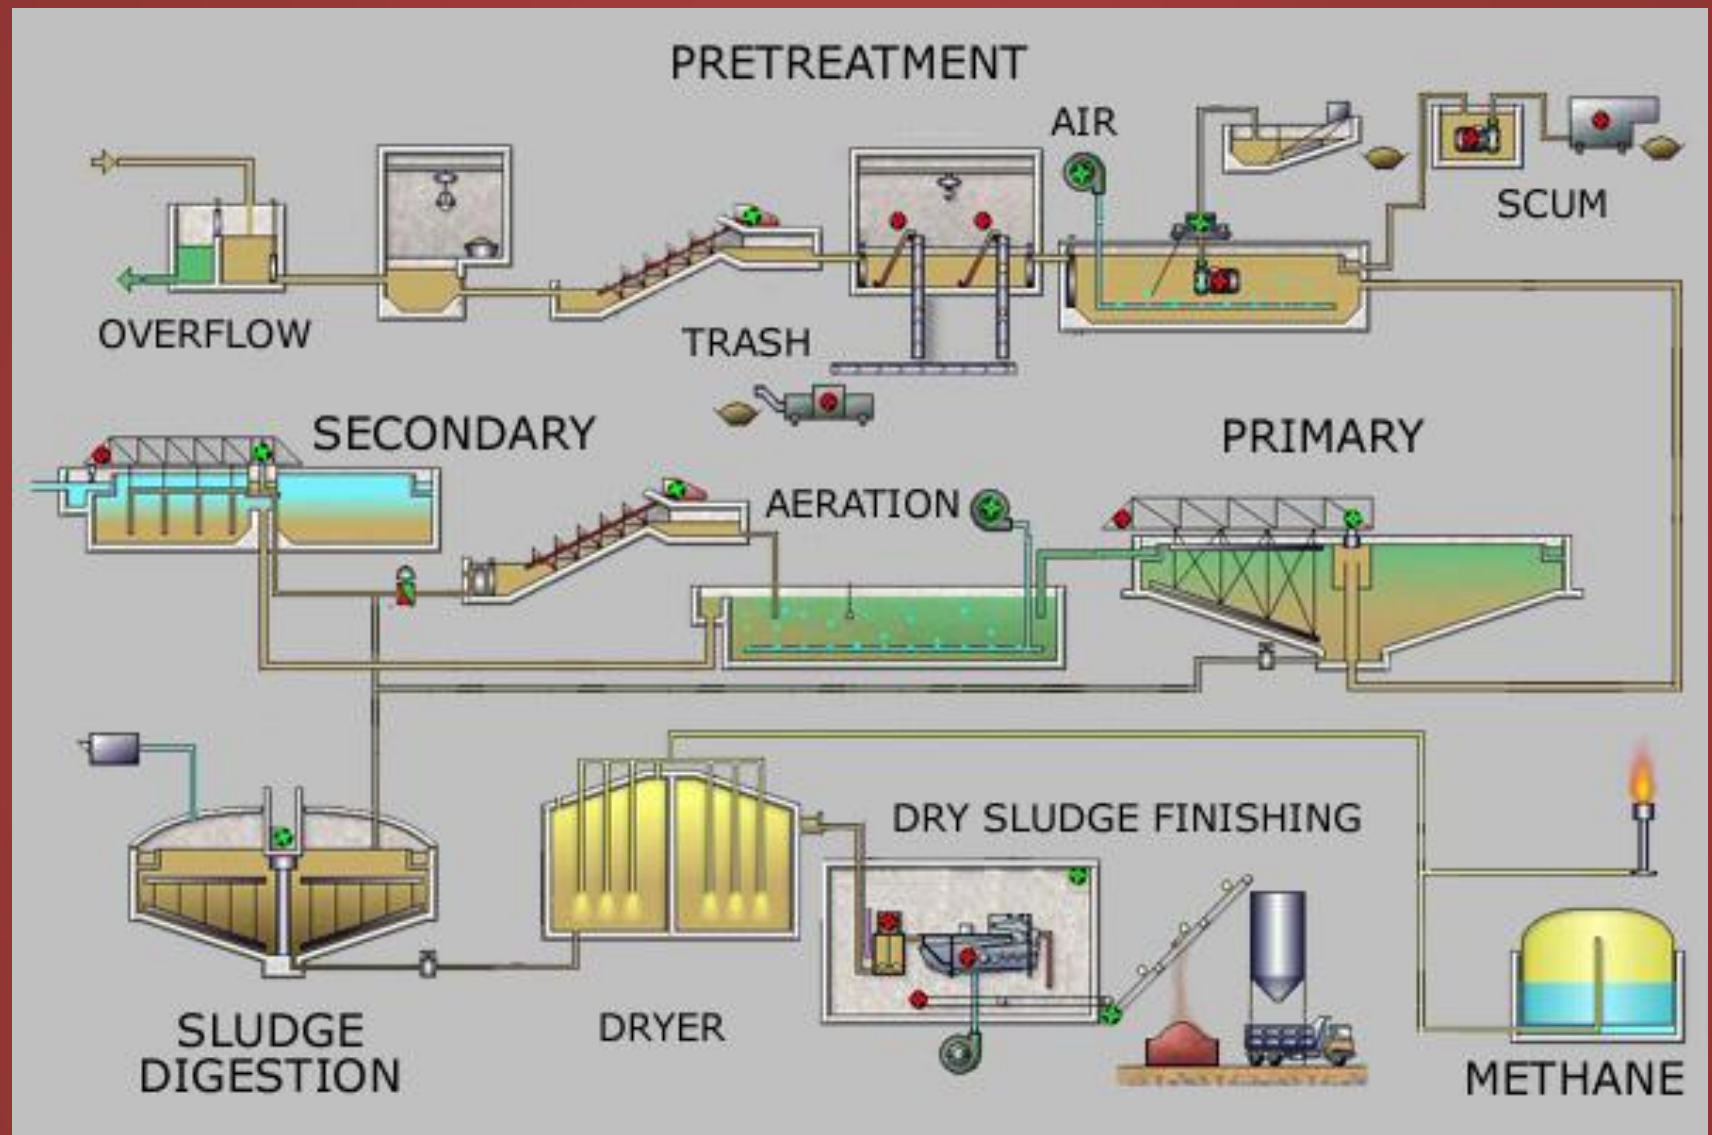 PRETREATMENT
AIR
SCUM
OVERFLOW
TRASH
SECONDARY
PRIMARY
AERATION
DRY SLUDGE FINISHING
SLUDGE
DIGESTION
DRYER
METHANE